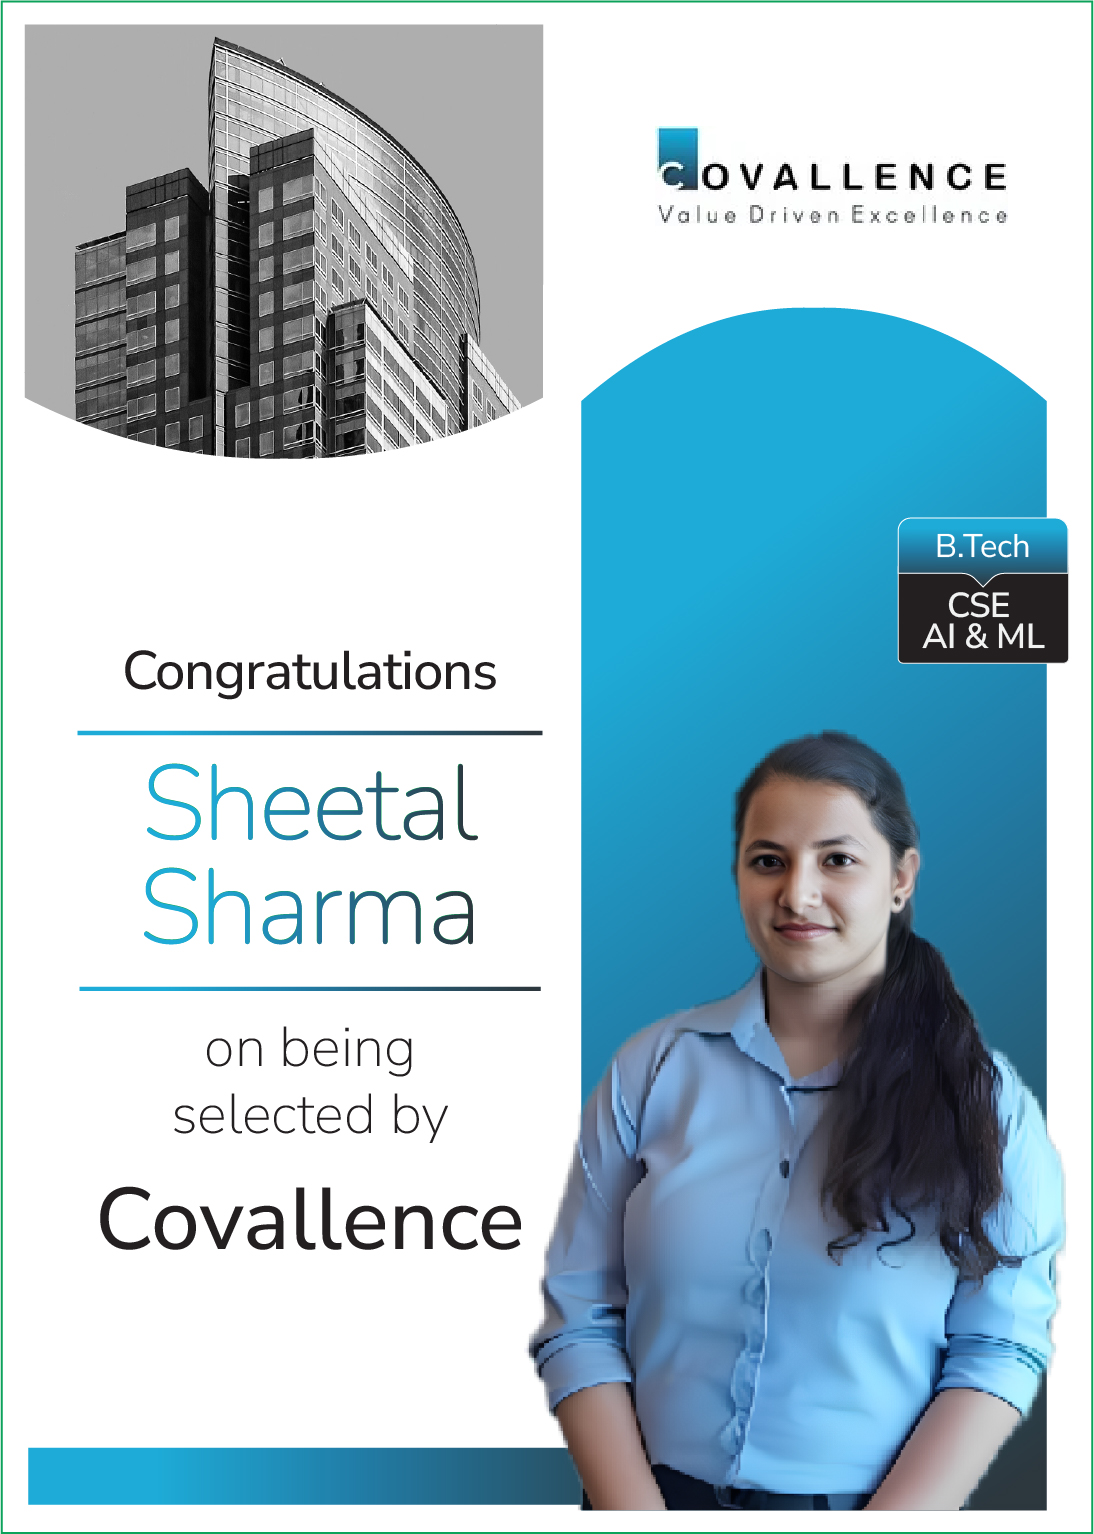 COVALLENCE
Value Driven Excellence
B.Tech
CSE
AI & ML
Congratulations
Sheetal
Sharma
on being
selected by
Covallence